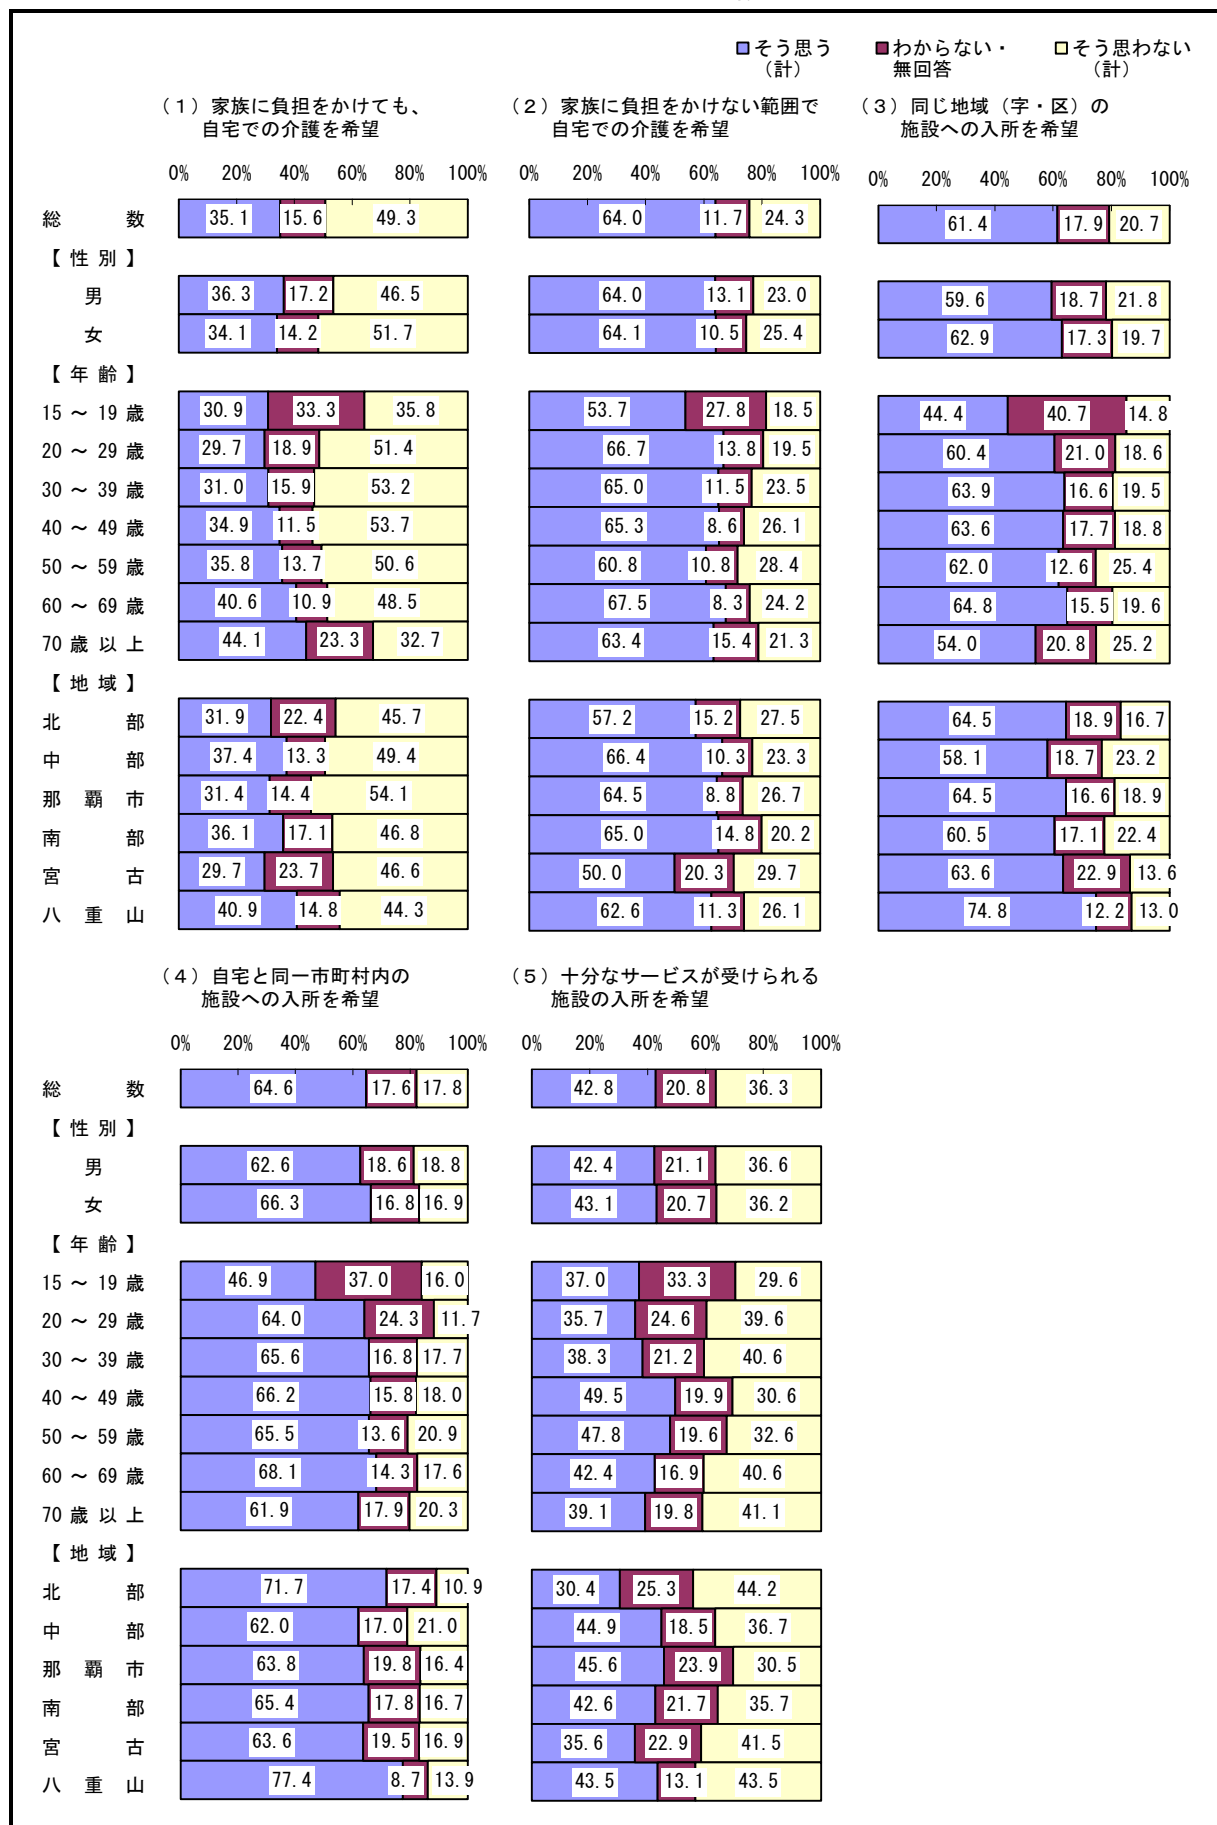 そう思う
(計)
わからない・
無回答
そう思わない
(計)
(1)家族に負担をかけても、
自宅での介護を希望
(2)家族に負担をかけない範囲で
自宅での介護を希望
(3)同じ地域(字・区)の
施設への入所を希望
0% 20% 40% 60% 80% 100% 0% 20% 40% 60% 80% 100% 0% 20% 40% 60% 80% 100%
総数 35.1 15.6 49.3 64.0 11.7 24.3 61.4 17.9 20.7
【性別】
男 36.3 17.2 46.5 64.0 13.1 23.0 59.6 18.7 21.8
女 34.1 14.2 51.7 64.1 10.5 25.4 62.9 17.3 19.7
【年齢】
15~19歳 30.9 33.3 35.8 53.7 27.8 18.5 44.4 40.7 14.8
20~29歳 29.7 18.9 51.4 66.7 13.8 19.5 60.4 21.0 18.6
30~39歳 31.0 15.9 53.2 65.0 11.5 23.5 63.9 16.6 19.5
40~49歳 34.9 11.5 53.7 65.3 8.6 26.1 63.6 17.7 18.8
50~59歳 35.8 13.7 50.6 60.8 10.8 28.4 62.0 12.6 25.4
60~69歳 40.6 10.9 48.5 67.5 8.3 24.2 64.8 15.5 19.6
70歳以上 44.1 23.3 32.7 63.4 15.4 21.3 54.0 20.8 25.2
【地域】
北部 31.9 22.4 45.7 57.2 15.2 27.5 64.5 18.9 16.7
中部 37.4 13.3 49.4 66.4 10.3 23.3 58.1 18.7 23.2
那覇市 31.4 14.4 54.1 64.5 8.8 26.7 64.5 16.6 18.9
南部 36.1 17.1 46.8 65.0 14.8 20.2 60.5 17.1 22.4
宮古 29.7 23.7 46.6 50.0 20.3 29.7 63.6 22.9 13.6
八重山 40.9 14.8 44.3 62.6 11.3 26.1 74.8 12.2 13.0
(4)自宅と同一市町村内の
施設への入所を希望
(5)十分なサービスが受けられる
施設の入所を希望
0% 20% 40% 60% 80% 100% 0% 20% 40% 60% 80% 100%
総数 64.6 17.6 17.8 42.8 20.8 36.3
【性別】
男 62.6 18.6 18.8 42.4 21.1 36.6
女 66.3 16.8 16.9 43.1 20.7 36.2
【年齢】
15~19歳 46.9 37.0 16.0 37.0 33.3 29.6
20~29歳 64.0 24.3 11.7 35.7 24.6 39.6
30~39歳 65.6 16.8 17.7 38.3 21.2 40.6
40~49歳 66.2 15.8 18.0 49.5 19.9 30.6
50~59歳 65.5 13.6 20.9 47.8 19.6 32.6
60~69歳 68.1 14.3 17.6 42.4 16.9 40.6
70歳以上 61.9 17.9 20.3 39.1 19.8 41.1
【地域】
北部 71.7 17.4 10.9 30.4 25.3 44.2
中部 62.0 17.0 21.0 44.9 18.5 36.7
那覇市 63.8 19.8 16.4 45.6 23.9 30.5
南部 65.4 17.8 16.7 42.6 21.7 35.7
宮古 63.6 19.5 16.9 35.6 22.9 41.5
八重山 77.4 8.7 13.9 43.5 13.1 43.5